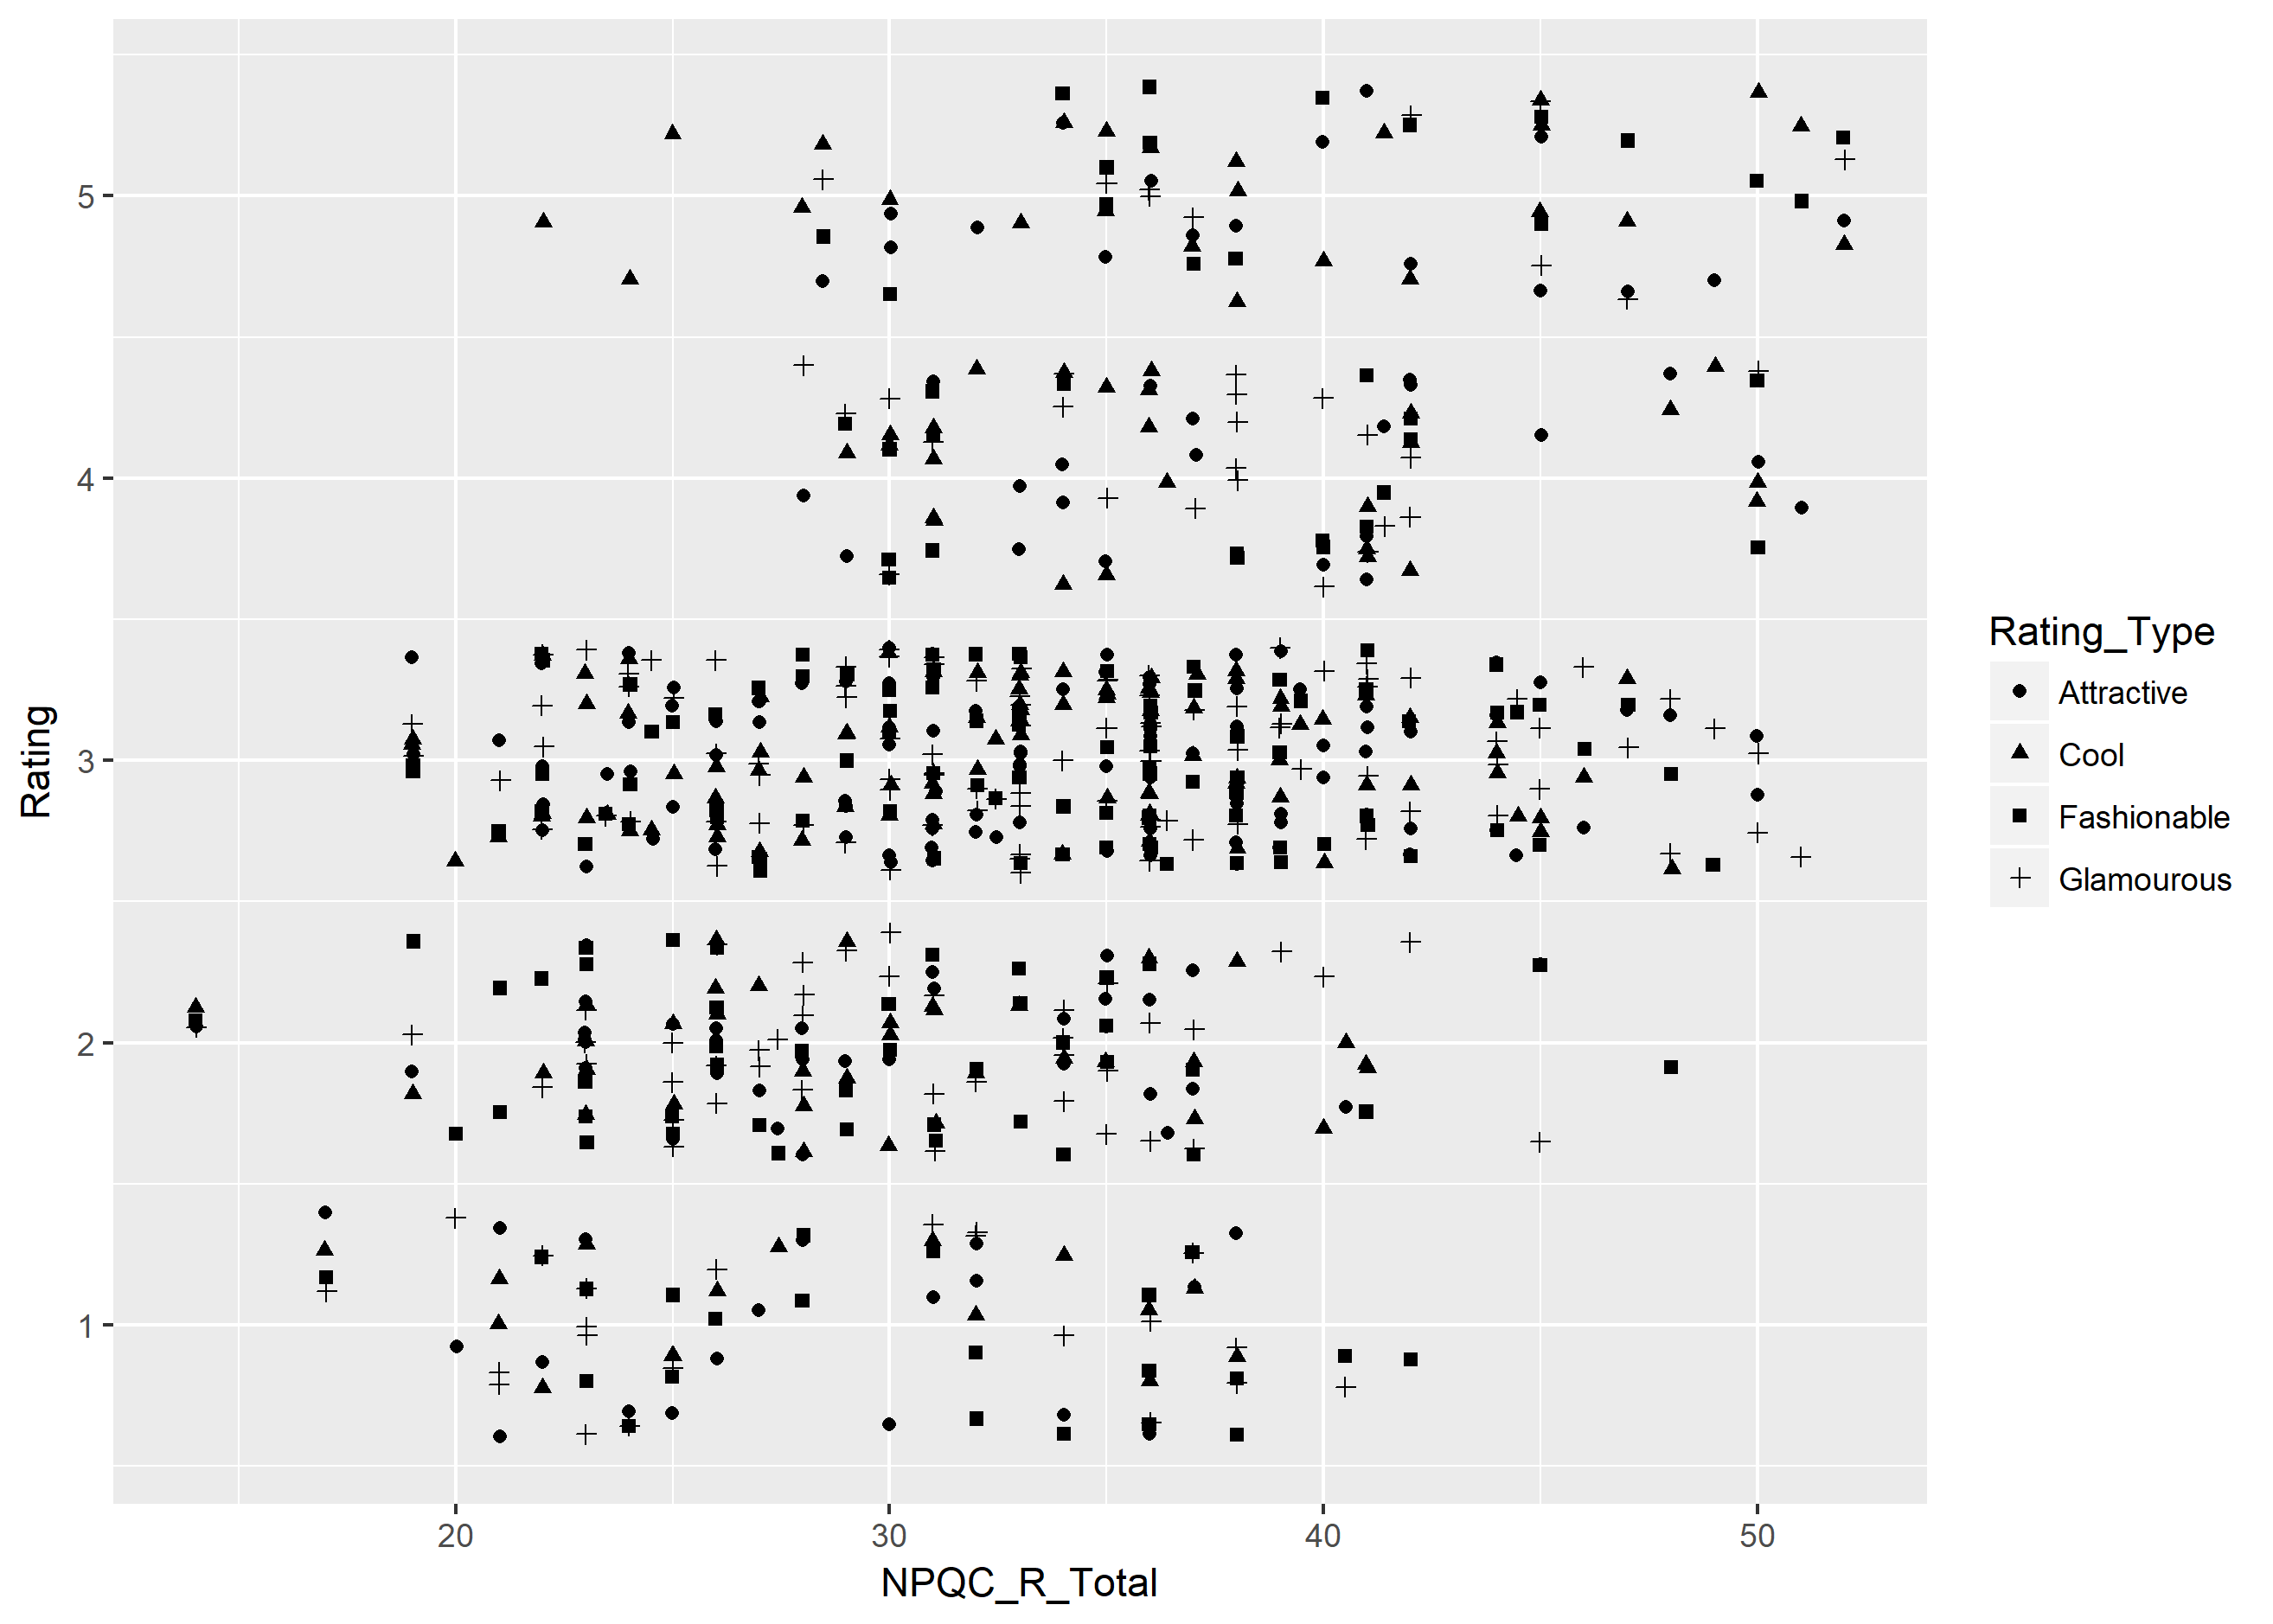 5
4
3
2
1
Rating
20
30
40
50
NPQC_R_Total
Rating_Type
Attractive
Cool
Fashionable
Glamourous